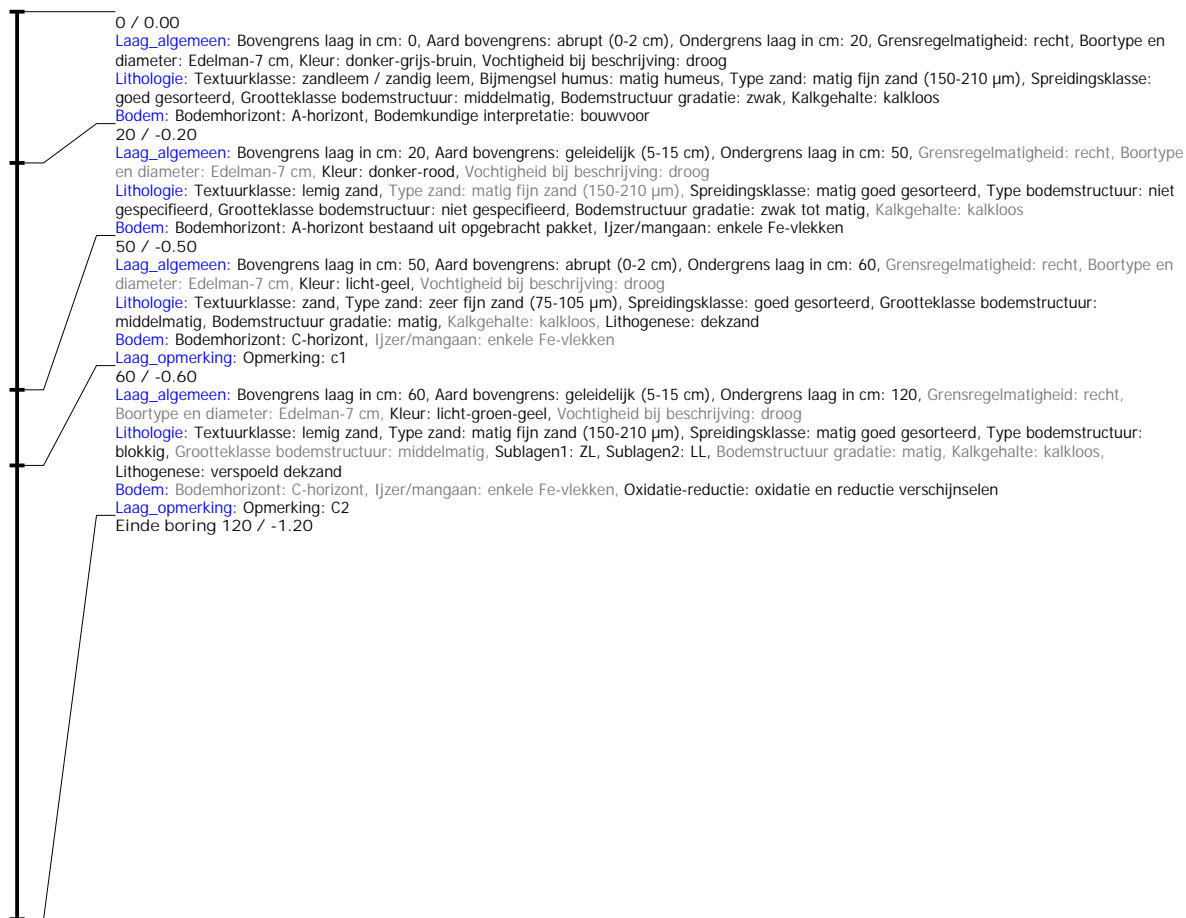 0 / 0.00
Laag_algemeen: Bovengrens laag in cm: 0, Aard bovengrens: abrupt (0-2 cm), Ondergrens laag in cm: 20, Grensregelmatigheid: recht, Boortype en
diameter: Edelman-7 cm, Kleur: donker-grijs-bruin, Vochtigheid bij beschrijving: droog
Lithologie: Textuurklasse: zandleem / zandig leem, Bijmengsel humus: matig humeus, Type zand: matig fijn zand (150-210 µm), Spreidingsklasse:
goed gesorteerd, Grootteklasse bodemstructuur: middelmatig, Bodemstructuur gradatie: zwak, Kalkgehalte: kalkloos
Bodem: Bodemhorizont: A-horizont, Bodemkundige interpretatie: bouwvoor
20 / -0.20
Laag_algemeen: Bovengrens laag in cm: 20, Aard bovengrens: geleidelijk (5-15 cm), Ondergrens laag in cm: 50, Grensregelmatigheid: recht, Boortype
en diameter: Edelman-7 cm, Kleur: donker-rood, Vochtigheid bij beschrijving: droog
Lithologie: Textuurklasse: lemig zand, Type zand: matig fijn zand (150-210 µm), Spreidingsklasse: matig goed gesorteerd, Type bodemstructuur: niet
gespecifieerd, Grootteklasse bodemstructuur: niet gespecifieerd, Bodemstructuur gradatie: zwak tot matig, Kalkgehalte: kalkloos
Bodem: Bodemhorizont: A-horizont bestaand uit opgebracht pakket, Ijzer/mangaan: enkele Fe-vlekken
50 / -0.50
Laag_algemeen: Bovengrens laag in cm: 50, Aard bovengrens: abrupt (0-2 cm), Ondergrens laag in cm: 60, Grensregelmatigheid: recht, Boortype en
diameter: Edelman-7 cm, Kleur: licht-geel, Vochtigheid bij beschrijving: droog
Lithologie: Textuurklasse: zand, Type zand: zeer fijn zand (75-105 µm), Spreidingsklasse: goed gesorteerd, Grootteklasse bodemstructuur:
middelmatig, Bodemstructuur gradatie: matig, Kalkgehalte: kalkloos, Lithogenese: dekzand
Bodem: Bodemhorizont: C-horizont, Ijzer/mangaan: enkele Fe-vlekken
Laag_opmerking: Opmerking: c1
60 / -0.60
Laag_algemeen: Bovengrens laag in cm: 60, Aard bovengrens: geleidelijk (5-15 cm), Ondergrens laag in cm: 120, Grensregelmatigheid: recht,
Boortype en diameter: Edelman-7 cm, Kleur: licht-groen-geel, Vochtigheid bij beschrijving: droog
Lithologie: Textuurklasse: lemig zand, Type zand: matig fijn zand (150-210 µm), Spreidingsklasse: matig goed gesorteerd, Type bodemstructuur:
blokkig, Grootteklasse bodemstructuur: middelmatig, Sublagen1: ZL, Sublagen2: LL, Bodemstructuur gradatie: matig, Kalkgehalte: kalkloos,
Lithogenese: verspoeld dekzand
Bodem: Bodemhorizont: C-horizont, Ijzer/mangaan: enkele Fe-vlekken, Oxidatie-reductie: oxidatie en reductie verschijnselen
Laag_opmerking: Opmerking: C2
Einde boring 120 / -1.20